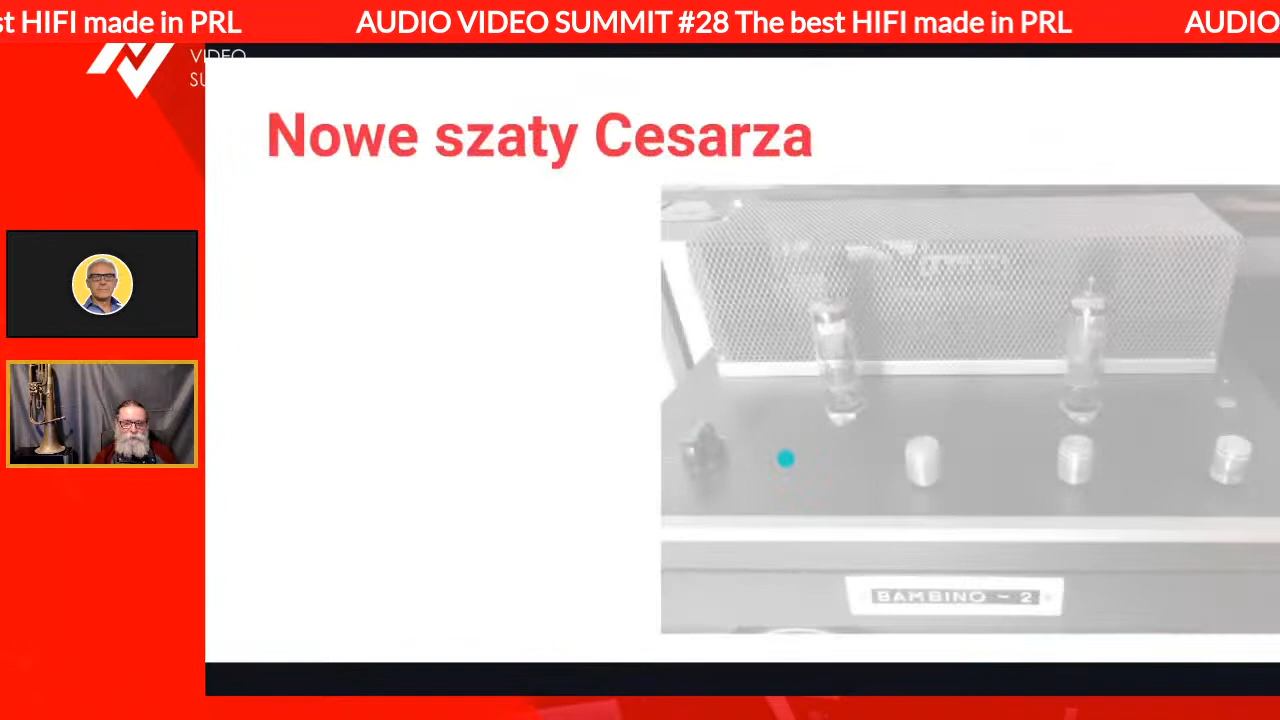 st HIFI made in PRL AUDIO VIDEO SUMMIT #28 The best HIFI made in PRL AUDIO
VIDEO
SU
Nowe szaty Cesarza
BAMBINO - 2